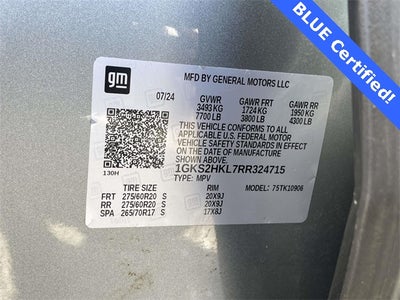 BLUE Certified!
gm
MFD BY GENERAL MOTORS LLC
07/24 GVWR GAWR FRT GAWR RR
3493 KG 1724 KG 1950 KG
7700 LB 3800 LB 4300 LB
THIS VEHICLE CONFORMS TO ALL
APPLICABLE U.S. FEDERAL MOTOR
VEHICLE SAFETY STANDARDS IN
EFFECT ON THE DATE OF
MANUFACTURE SHOWN ABOVE.
1GKS2HKL7RR324715
130H TYPE: MPV
TIRE SIZE RIM MODEL: 75TK10906
FRT 275/60R20 S 20X9J
RR 275/60R20 S 20X9J
SPA 265/70R17 S 17X8J